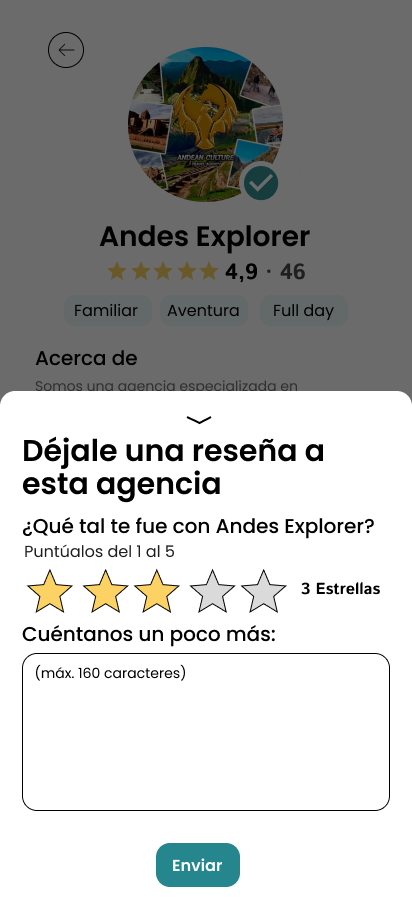 ANDEAN CULTURE
Andes Explorer
4,9 · 46
Familiar
Aventura
Full day
Acerca de
Somos una agencia especializada en
Déjale una reseña a
esta agencia
¿Qué tal te fue con Andes Explorer?
Puntúalos del 1 al 5
3 Estrellas
Cuéntanos un poco más:
(máx. 160 caracteres)
Enviar